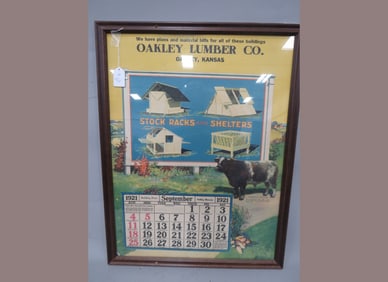 We have plans and material bills for all of these buildings
OAKLEY LUMBER CO.
OAKLEY, KANSAS
STOCK RACKS AND SHELTERS
1921 September 1921
1 2 3
4 5 6 7 8 9 10
11 12 13 14 15 16 17
18 19 20 21 22 23 24
25 26 27 28 29 30